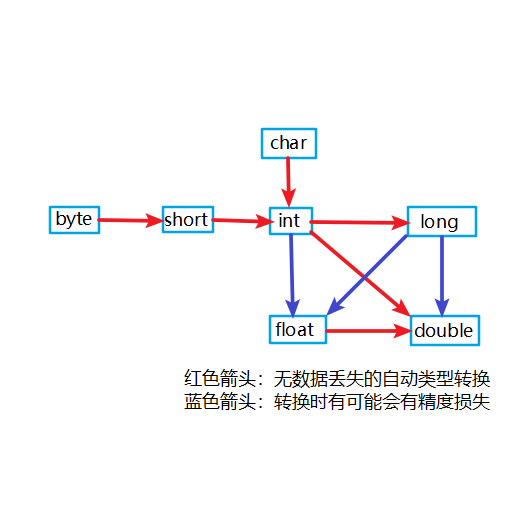 char
byte
short
int
long
float
double
红色箭头：无数据丢失的自动类型转换
蓝色箭头：转换时有可能会有精度损失